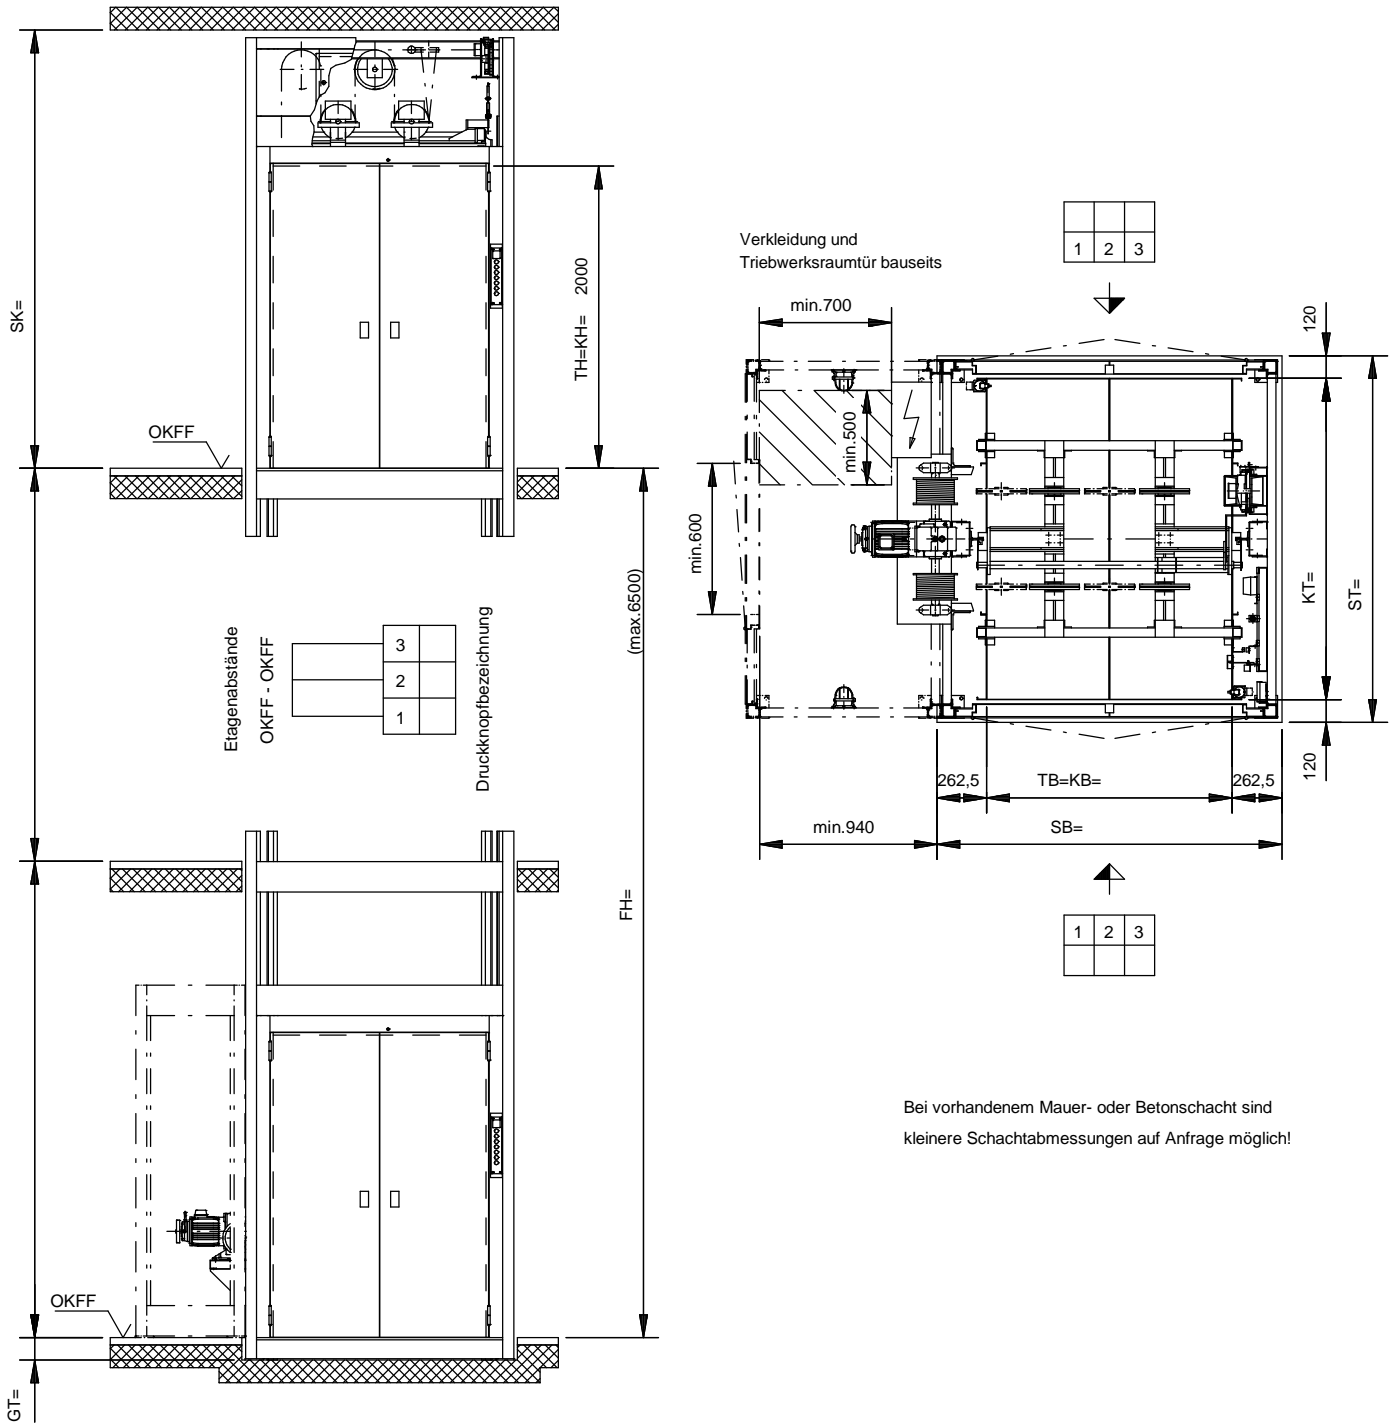 SK=
OKFF
TH=KH= 2000
Etagenabstände
OKFF - OKFF
3
2
1
Druckknopfbezeichnung
(max.6500)
FH=
OKFF
GT=
Verkleidung und
Triebwerksraumtür bauseits
1 2 3
min.700
min.500
min.600
120
KT=
ST=
120
262,5
TB=KB=
262,5
min.940
SB=
1 2 3
Bei vorhandenem Mauer- oder Betonschacht sind
kleinere Schachtabmessungen auf Anfrage möglich!